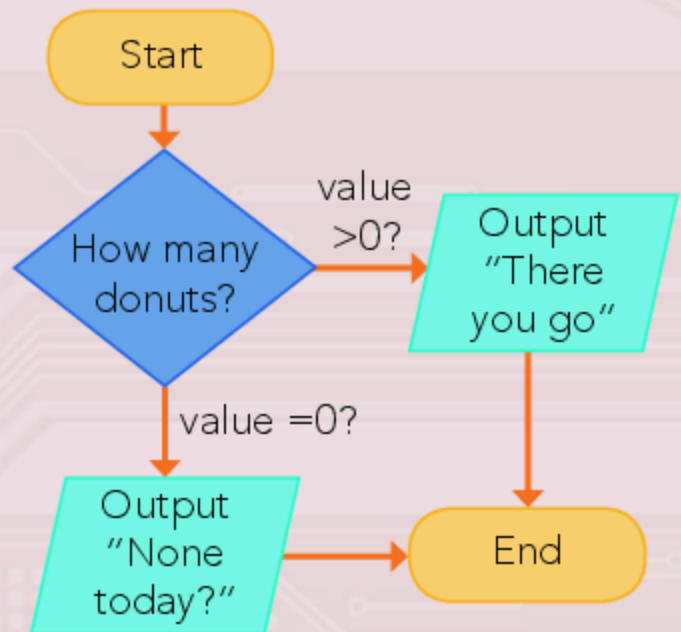 Start
How many
donuts?
value
>0?
Output
“There
you go”
value =0?
Output
“None
today?”
End